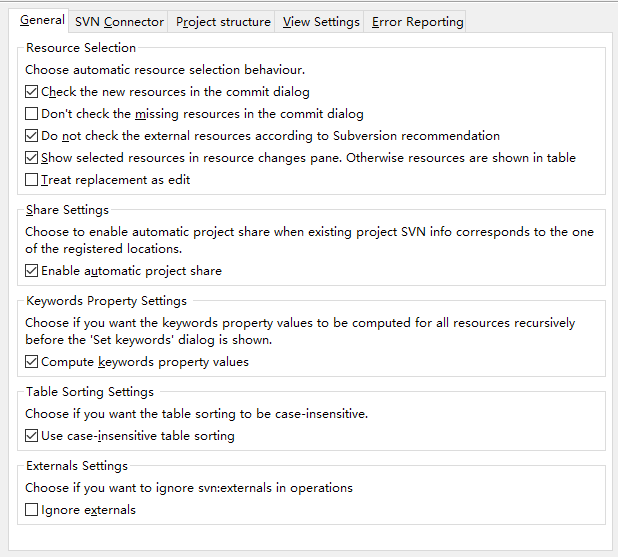 General SVN Connector Project structure View Settings Error Reporting
Resource Selection
Choose automatic resource selection behaviour.
Check the new resources in the commit dialog
Don't check the missing resources in the commit dialog
Do not check the external resources according to Subversion recommendation
Show selected resources in resource changes pane. Otherwise resources are shown in table
Treat replacement as edit
Share Settings
Choose to enable automatic project share when existing project SVN info corresponds to the one
of the registered locations.
Enable automatic project share
Keywords Property Settings
Choose if you want the keywords property values to be computed for all resources recursively
before the 'Set keywords' dialog is shown.
Compute keywords property values
Table Sorting Settings
Choose if you want the table sorting to be case-insensitive.
Use case-insensitive table sorting
Externals Settings
Choose if you want to ignore svn:externals in operations
Ignore externals